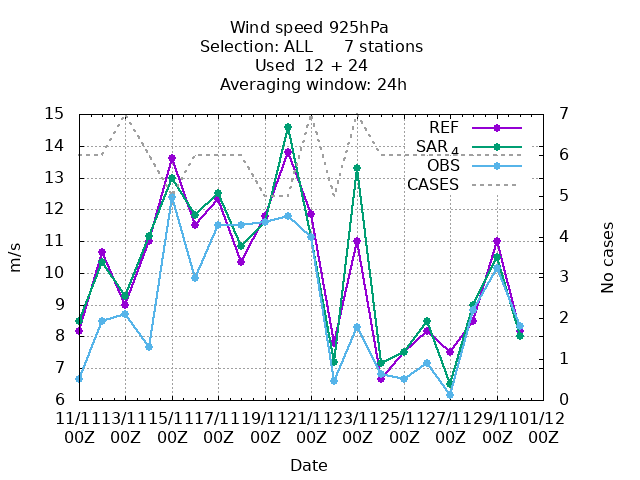 Wind speed 925hPa
Selection: ALL 7 stations
Used 12 + 24
Averaging window: 24h
15 7
14
13
12
11
10
9
8
7
6
6
5
4
3
2
1
0
REF
SAR 4
OBS
CASES
m/s
No cases
11/11 13/11 15/11 17/11 19/11 21/11 23/11 25/11 27/11 29/11 01/12
00Z 00Z 00Z 00Z 00Z 00Z 00Z 00Z 00Z 00Z 00Z
Date